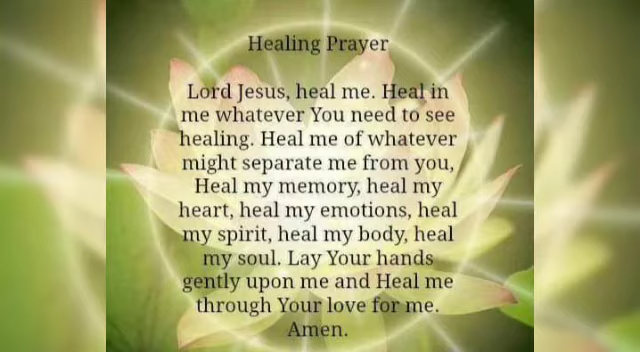 Healing Prayer
Lord Jesus, heal me. Heal in
me whatever You need to see
healing. Heal me of whatever
might separate me from you,
Heal my memory, heal my
heart, heal my emotions, heal
my spirit, heal my body, heal
my soul. Lay Your hands
gently upon me and Heal me
through Your love for me.
Amen.